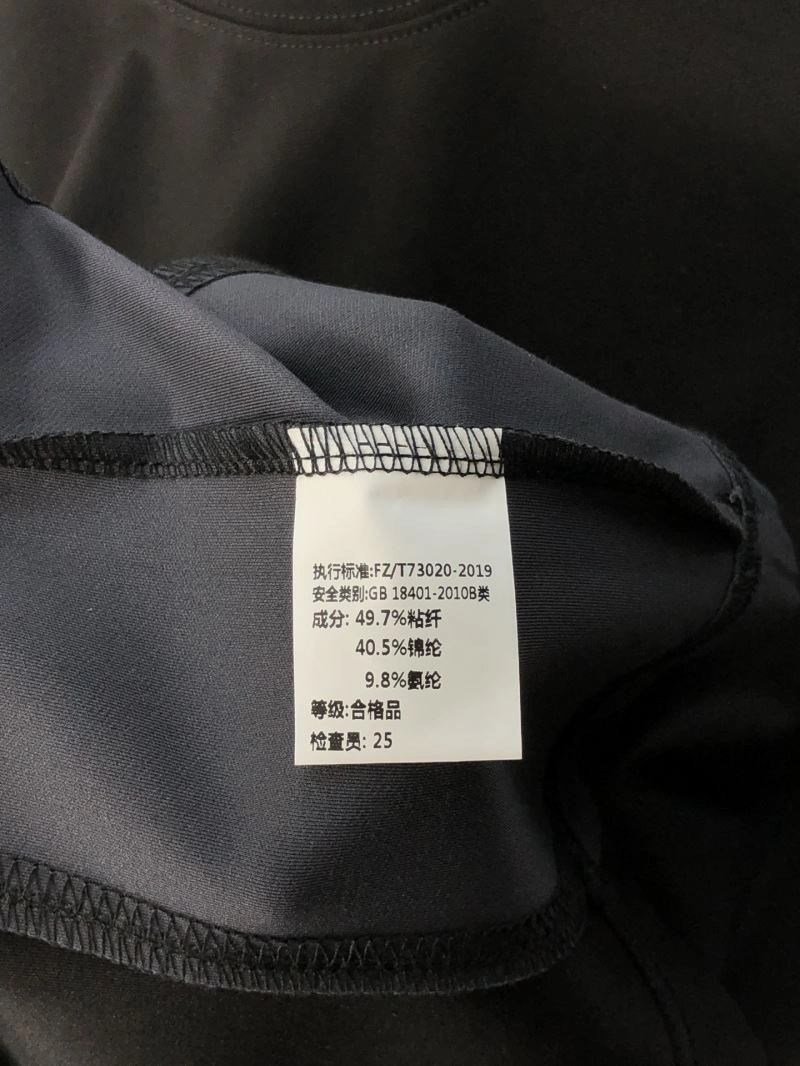 执行标准:FZ/T73020-2019
安全类别:GB 18401-2010B类
成分: 49.7%粘纤
40.5%锦纶
9.8%氨纶
等级:合格品
检查员: 25